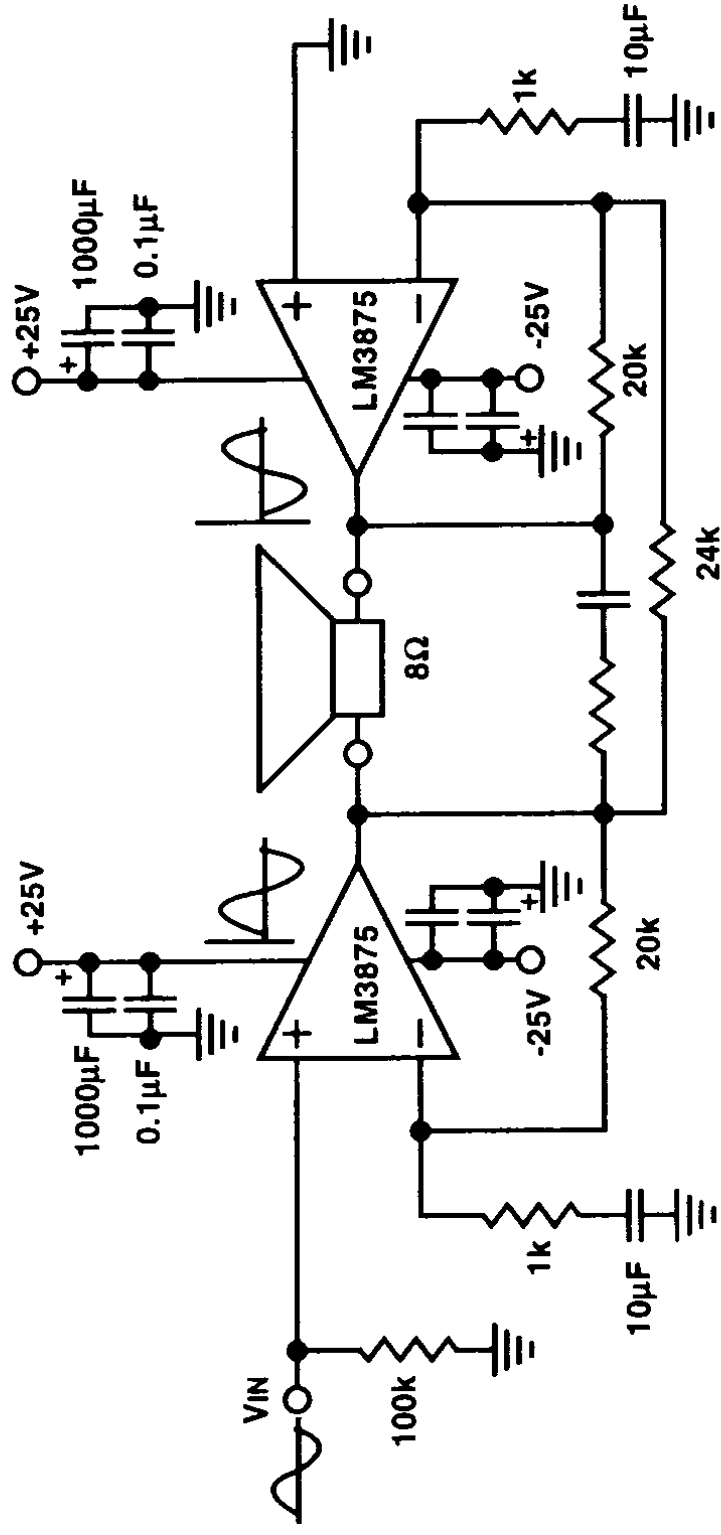 +25V
1000µF
0.1µF
+
LM3875
+
−
-25V
+
VIN
100k
1k
10µF
20k
8Ω
24k
+25V
1000µF
0.1µF
+
LM3875
+
−
-25V
+
20k
1k
10µF